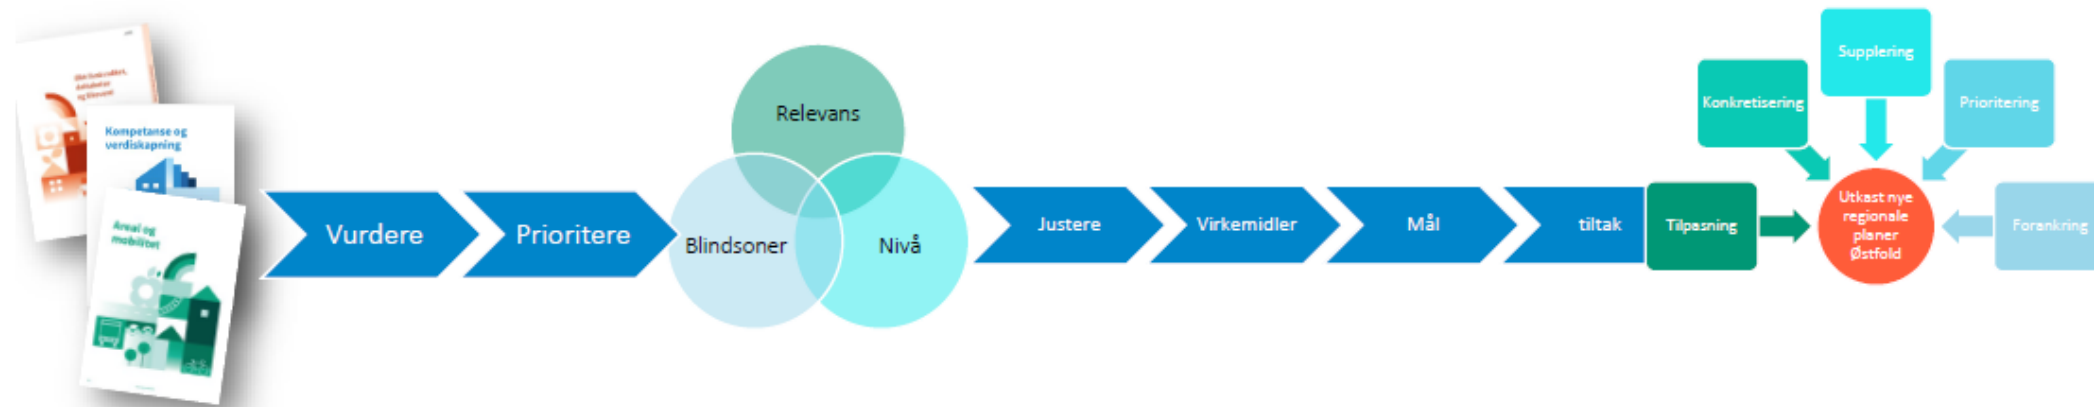 Kompetanse og
verdiskapning
Areal og
mobilitet
Vurdere
Prioritere
Relevans
Blindsoner
Nivå
Justere
Virkemidler
Mål
tiltak
Tilpasning
Konkretisering
Supplering
Prioritering
Forankring
Utkast nye
regionale
planer
Østfold